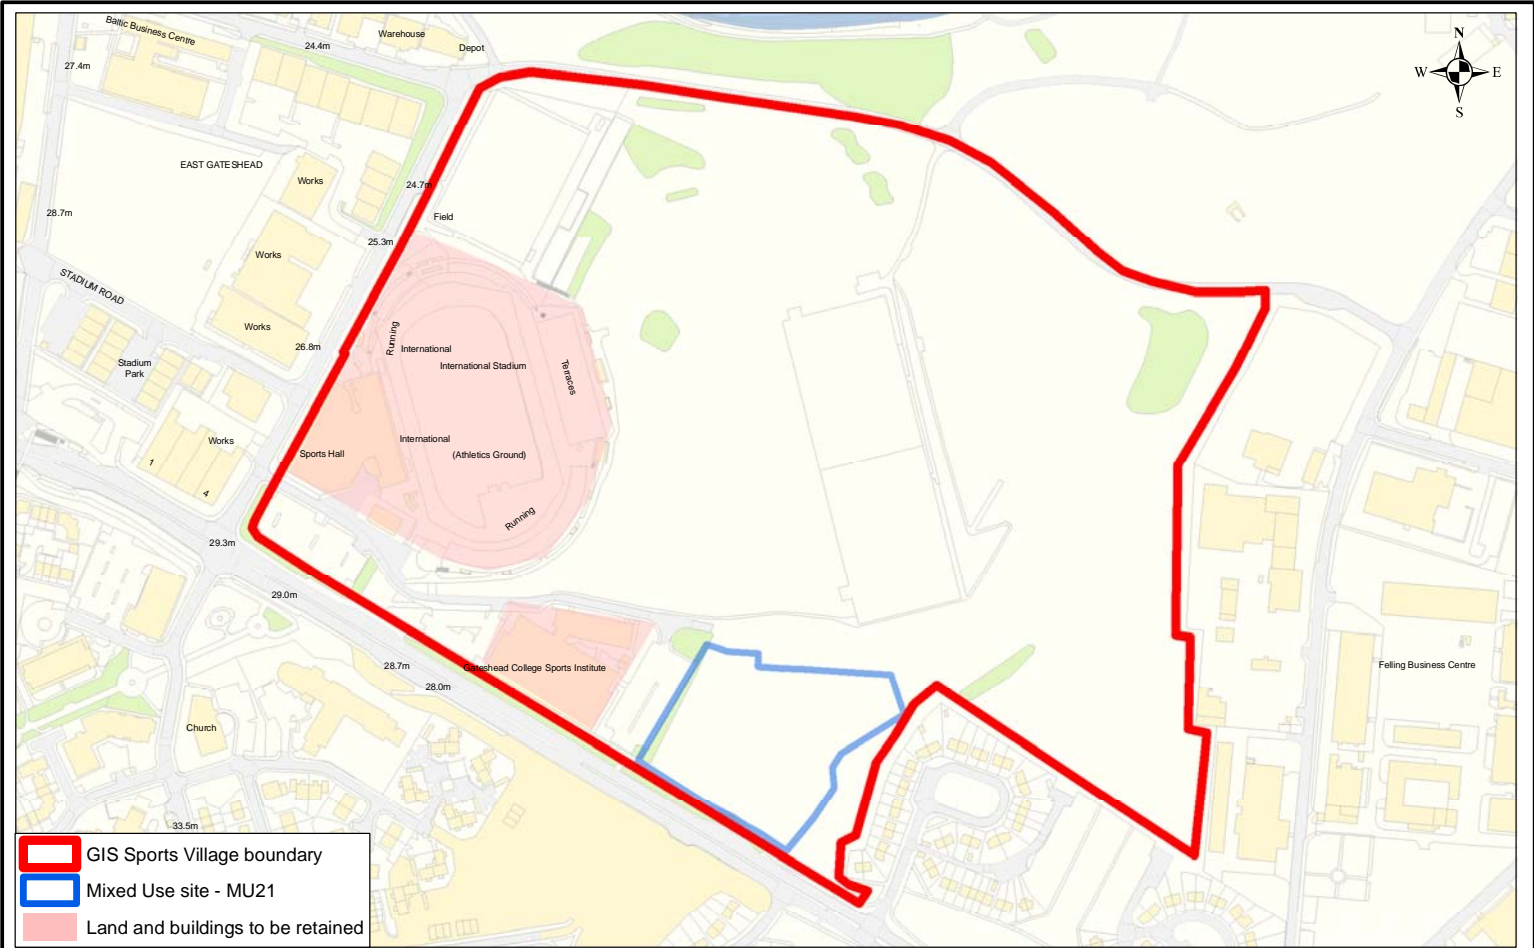 Baltic Business Centre
24.4m
Warehouse
Depot
27.4m
N
W
E
S
EAST GATESHEAD
Works
24.7m
28.7m
Field
25.3m
Works
STADIUM ROAD
Works
26.8m
Running
International
International Stadium
Terraces
Stadium
Park
Works
International
(Athletics Ground)
Sports Hall
1
4
Running
29.3m
29.0m
28.7m
Gateshead College Sports Institute
28.0m
Felling Business Centre
Church
33.5m
GIS Sports Village boundary
Mixed Use site - MU21
Land and buildings to be retained